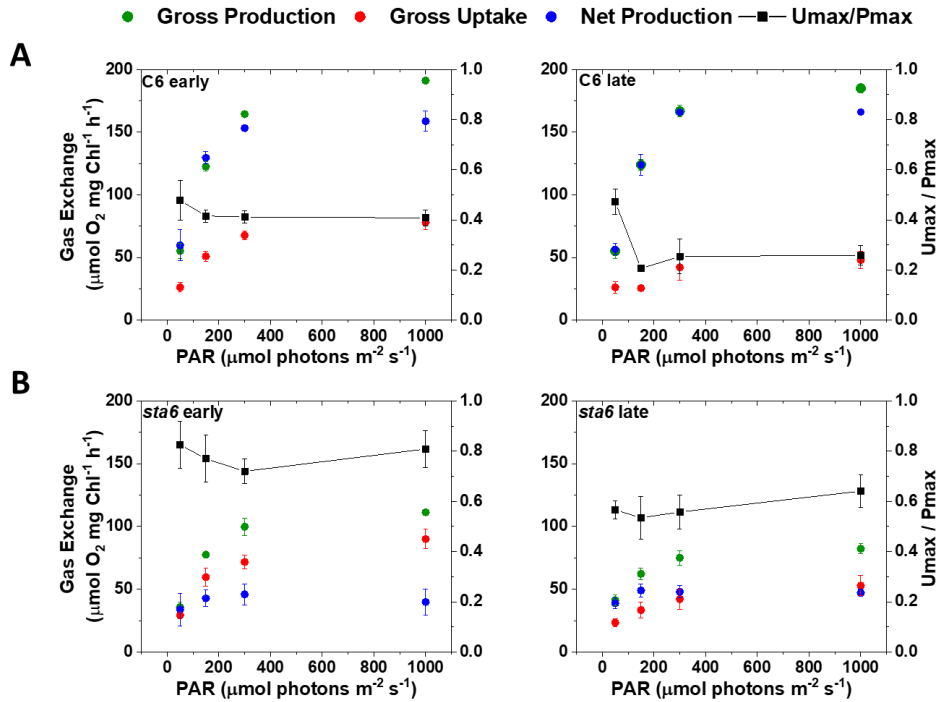 Gross Production Gross Uptake Net Production Umax/Pmax
A
C6 early
200
150
100
50
0
1.0
0.8
0.6
0.4
0.2
0.0
0 200 400 600 800 1000
Gas Exchange
(μmol O₂ mg Chl⁻¹ h⁻¹)
PAR (μmol photons m⁻² s⁻¹)
C6 late
200
150
100
50
0
1.0
0.8
0.6
0.4
0.2
0.0
0 200 400 600 800 1000
Umax / Pmax
PAR (μmol photons m⁻² s⁻¹)
B
sta6 early
200
150
100
50
0
1.0
0.8
0.6
0.4
0.2
0.0
0 200 400 600 800 1000
Gas Exchange
(μmol O₂ mg Chl⁻¹ h⁻¹)
PAR (μmol photons m⁻² s⁻¹)
sta6 late
200
150
100
50
0
1.0
0.8
0.6
0.4
0.2
0.0
0 200 400 600 800 1000
Umax / Pmax
PAR (μmol photons m⁻² s⁻¹)